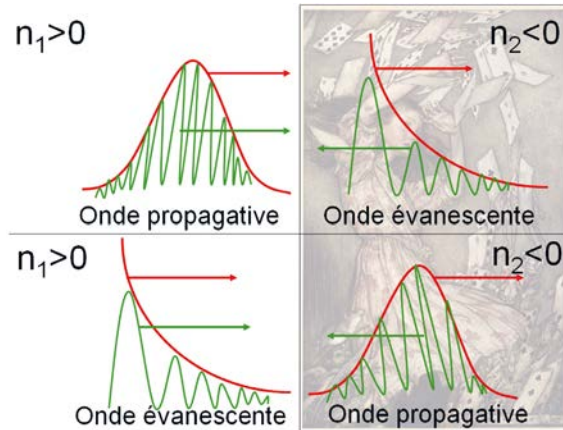 n₁>0
n₂<0
Onde propagative
Onde évanescente
n₁>0
n₂<0
Onde évanescente
Onde propagative